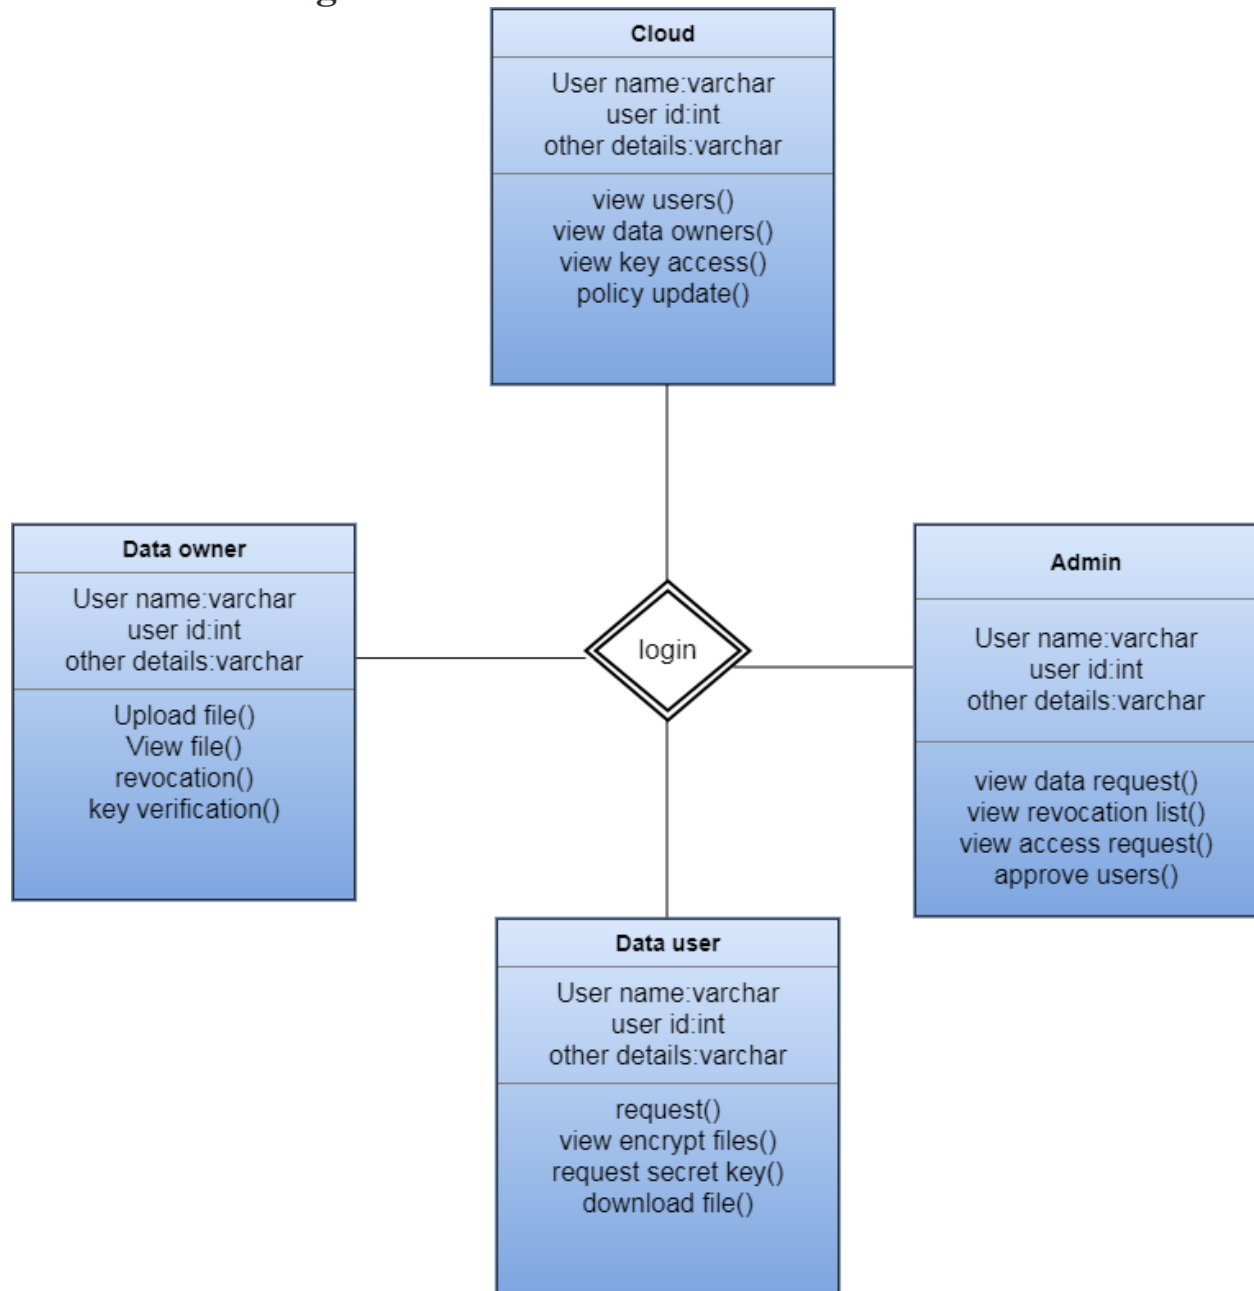 Cloud
User name:varchar
user id:int
other details:varchar
view users()
view data owners()
view key access()
policy update()
Data owner
User name:varchar
user id:int
other details:varchar
Upload file()
View file()
revocation()
key verification()
login
Admin
User name:varchar
user id:int
other details:varchar
view data request()
view revocation list()
view access request()
approve users()
Data user
User name:varchar
user id:int
other details:varchar
request()
view encrypt files()
request secret key()
download file()